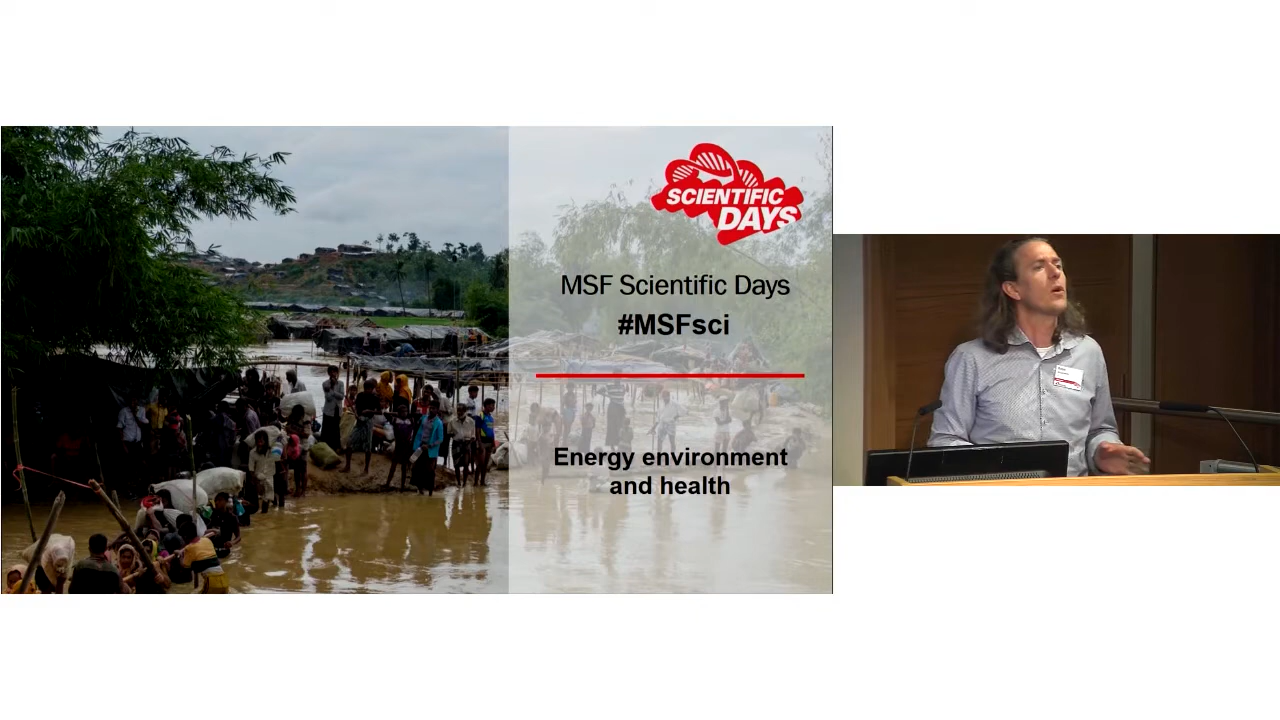 SCIENTIFIC
DAYS
MSF Scientific Days
#MSFsci
Energy environment
and health